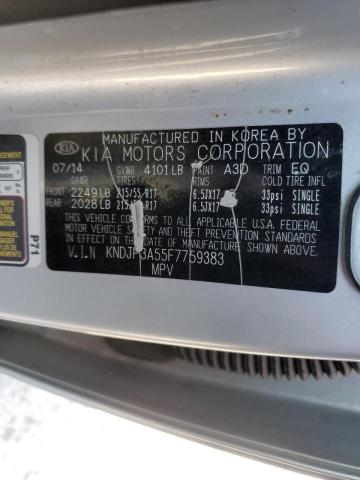 KIA
MANUFACTURED IN KOREA BY
KIA MOTORS CORPORATION
07/14 GVWR 4101LB PAINT A3D TRIM EQ
GAWR TIRES RIMS COLD TIRE INFL
FRONT 2249LB 215/55 R17 6.5JX17 33psi SINGLE
REAR 2028LB 6.5JX17 33psi SINGLE
THIS VEHICLE CONFORMS TO ALL APPLICABLE U.S.A. FEDERAL
MOTOR VEHICLE SAFETY AND THEFT PREVENTION STANDARDS
IN EFFECT ON THE DATE OF MANUFACTURE SHOWN ABOVE.
V.I.N KNDJP3A55F7759383
MPV
P71